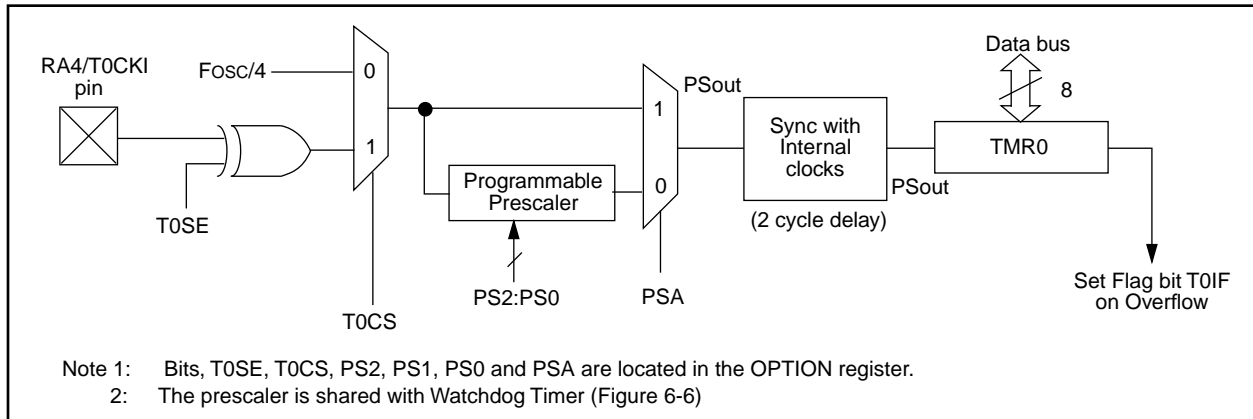 RA4/T0CKI
pin
FOSC/4
0
1
T0SE
T0CS
Programmable
Prescaler
PS2:PS0
1
0
PSA
PSout
Sync with
Internal
clocks
(2 cycle delay)
PSout
Data bus
8
TMR0
Set Flag bit T0IF
on Overflow
Note 1: Bits, T0SE, T0CS, PS2, PS1, PS0 and PSA are located in the OPTION register.
2: The prescaler is shared with Watchdog Timer (Figure 6-6)